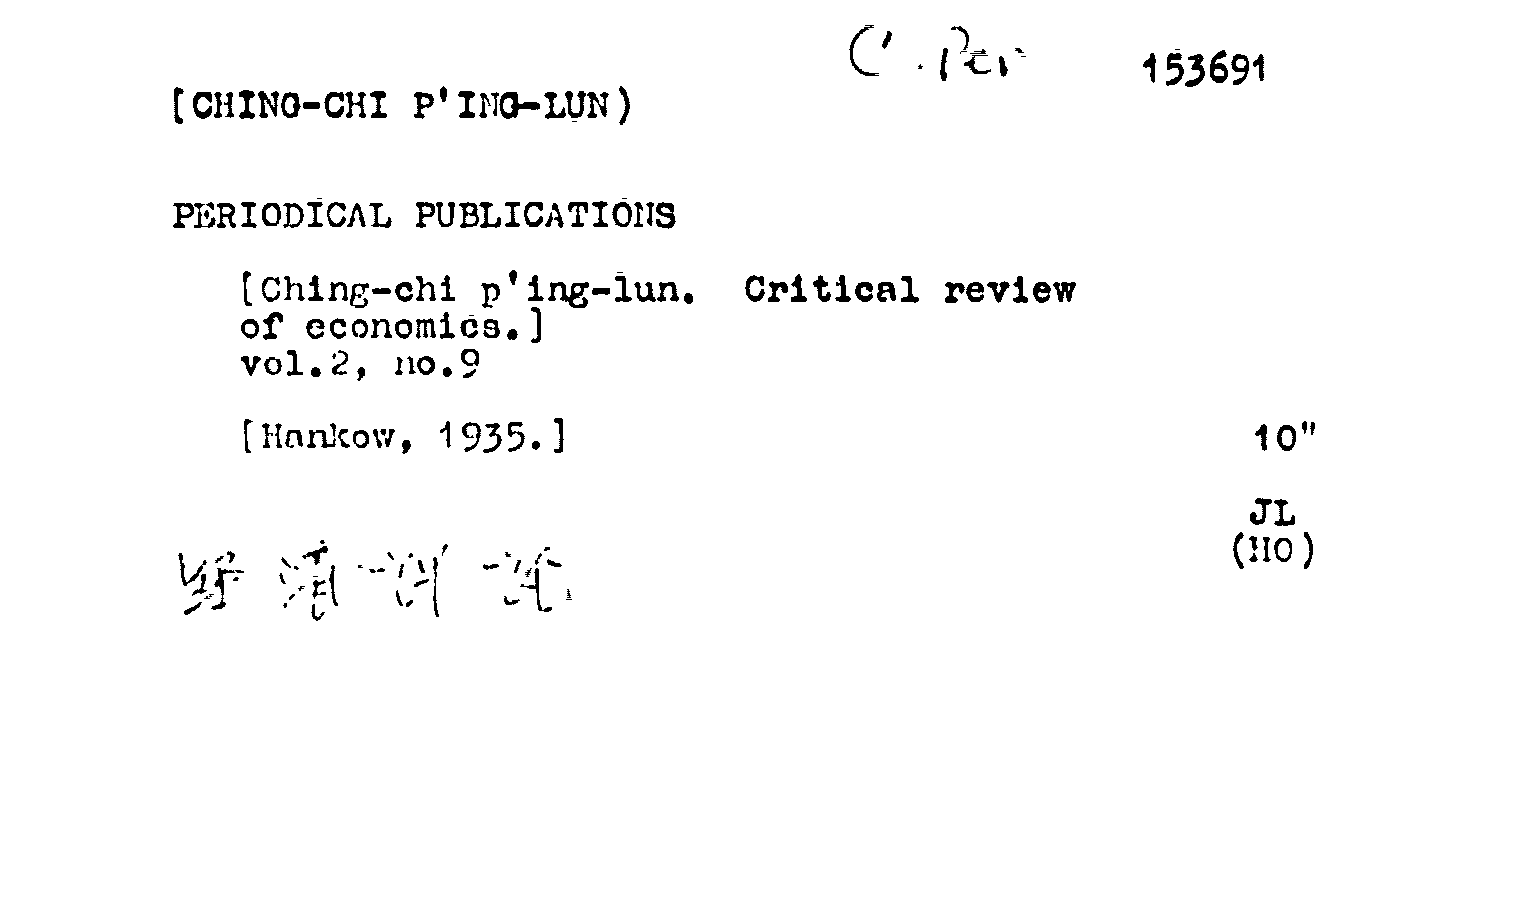 C. Per 153691
[CHING-CHI P'ING-LUN)
PERIODICAL PUBLICATIONS
[Ching-chi p'ing-lun. Critical review
of economics.]
vol.2, no.9
[Hankow, 1935.] 10"
JL
(HO)
經濟評論